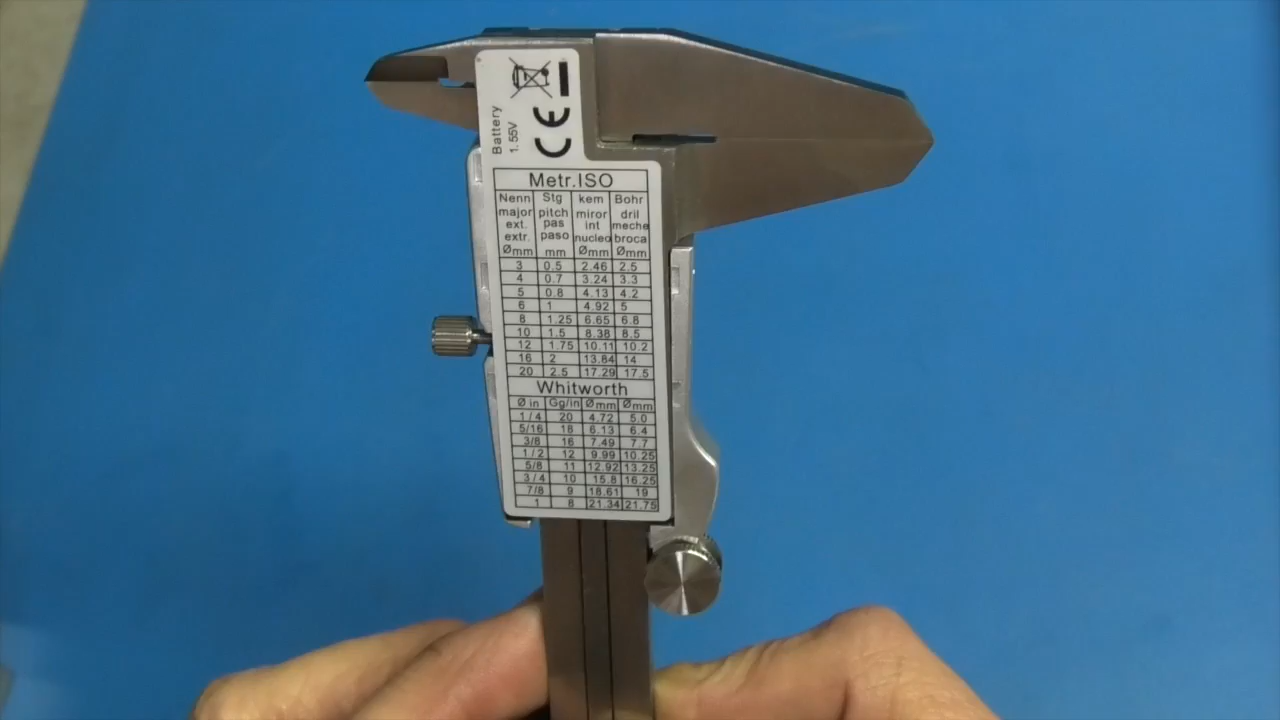 Battery
1.55V
CE
Metr.ISO
Nenn Stg kem Bohr
major pitch miror dril
ext. pas int meche
extr. paso nucleo broca
Ømm mm Ømm Ømm
3 0.5 2.46 2.5
4 0.7 3.24 3.3
5 0.8 4.13 4.2
6 1 4.92 5
8 1.25 6.65 6.8
10 1.5 8.38 8.5
12 1.75 10.11 10.2
16 2 13.84 14
20 2.5 17.29 17.5
Whitworth
Ø in Gg/in Ømm Ømm
1/4 20 4.72 5.0
5/16 18 6.13 6.4
3/8 16 7.49 7.7
1/2 12 9.99 10.25
5/8 11 12.92 13.25
3/4 10 15.8 16.25
7/8 9 18.61 19
1 8 21.34 21.75